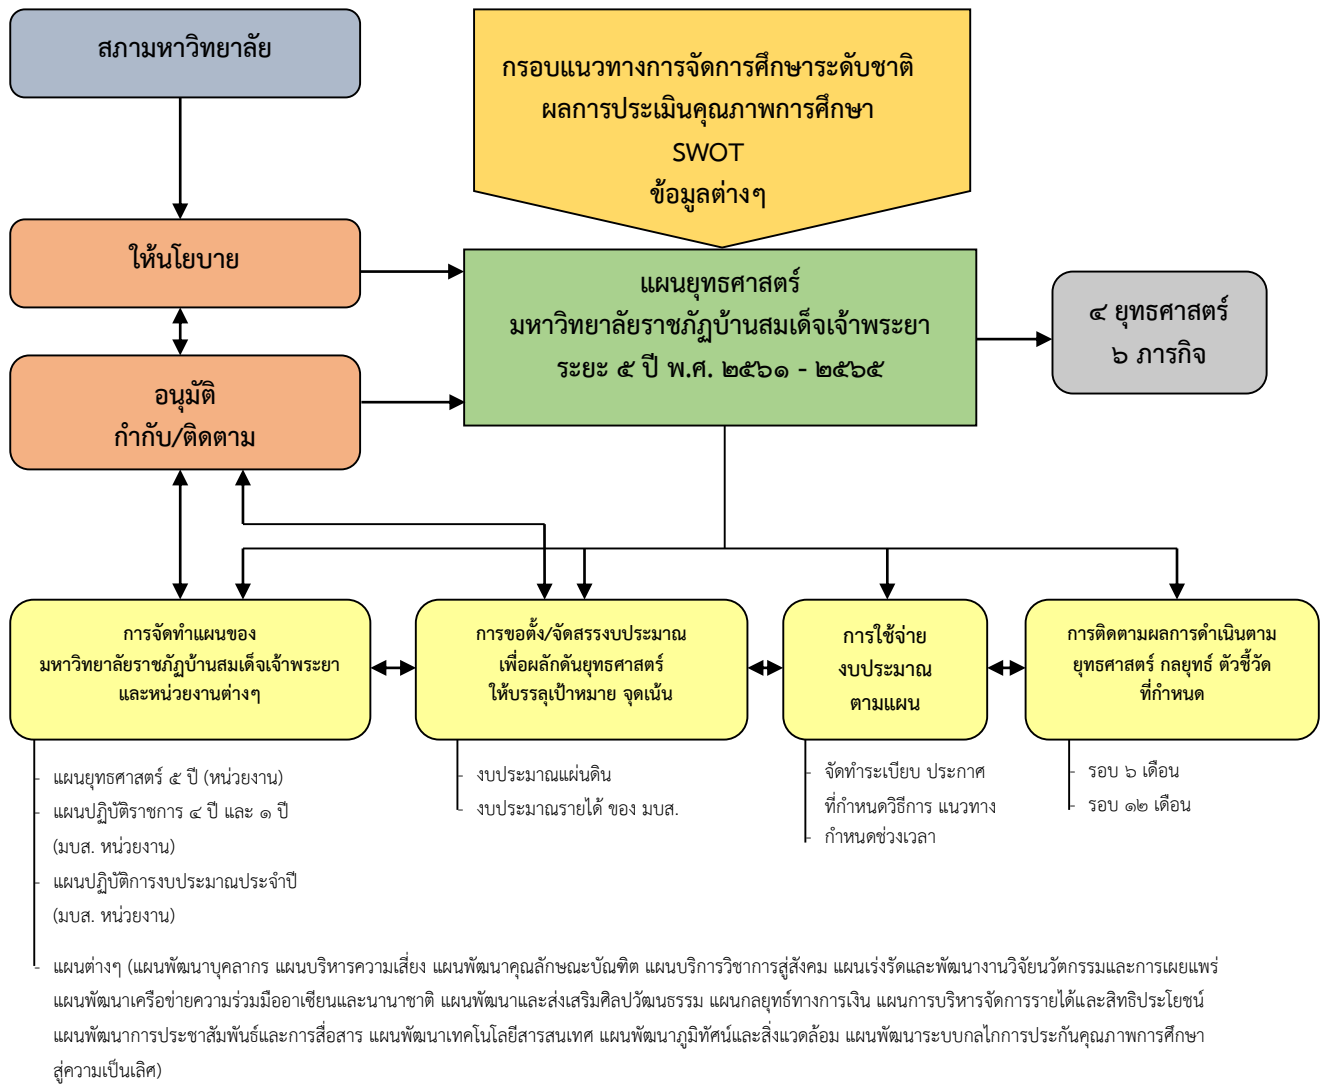 สภามหาวิทยาลัย
กรอบแนวทางการจัดการศึกษาระดับชาติ
ผลการประเมินคุณภาพการศึกษา
SWOT
ข้อมูลต่างๆ
ให้นโยบาย
แผนยุทธศาสตร์
มหาวิทยาลัยราชภัฏบ้านสมเด็จเจ้าพระยา
ระยะ ๕ ปี พ.ศ. ๒๕๖๑ - ๒๕๖๕
๔ ยุทธศาสตร์
๖ ภารกิจ
อนุมัติ
กำกับ/ติดตาม
การจัดทำแผนของ
มหาวิทยาลัยราชภัฏบ้านสมเด็จเจ้าพระยา
และหน่วยงานต่างๆ
การขอตั้ง/จัดสรรงบประมาณ
เพื่อผลักดันยุทธศาสตร์
ให้บรรลุเป้าหมาย จุดเน้น
การใช้จ่าย
งบประมาณ
ตามแผน
การติดตามผลการดำเนินตาม
ยุทธศาสตร์ กลยุทธ์ ตัวชี้วัด
ที่กำหนด
- แผนยุทธศาสตร์ ๕ ปี (หน่วยงาน)
- แผนปฏิบัติราชการ ๔ ปี และ ๑ ปี
(มบส. หน่วยงาน)
- แผนปฏิบัติการงบประมาณประจำปี
(มบส. หน่วยงาน)
- งบประมาณแผ่นดิน
- งบประมาณรายได้ ของ มบส.
- จัดทำระเบียบ ประกาศ
ที่กำหนดวิธีการ แนวทาง
- กำหนดช่วงเวลา
- รอบ ๖ เดือน
- รอบ ๑๒ เดือน
- แผนต่างๆ (แผนพัฒนาบุคลากร แผนบริหารความเสี่ยง แผนพัฒนาคุณลักษณะบัณฑิต แผนบริการวิชาการสู่สังคม แผนเร่งรัดและพัฒนางานวิจัยนวัตกรรมและการเผยแพร่
แผนพัฒนาเครือข่ายความร่วมมืออาเซียนและนานาชาติ แผนพัฒนาและส่งเสริมศิลปวัฒนธรรม แผนกลยุทธ์ทางการเงิน แผนการบริหารจัดการรายได้และสิทธิประโยชน์
แผนพัฒนาการประชาสัมพันธ์และการสื่อสาร แผนพัฒนาเทคโนโลยีสารสนเทศ แผนพัฒนาภูมิทัศน์และสิ่งแวดล้อม แผนพัฒนาระบบกลไกการประกันคุณภาพการศึกษา
สู่ความเป็นเลิศ)